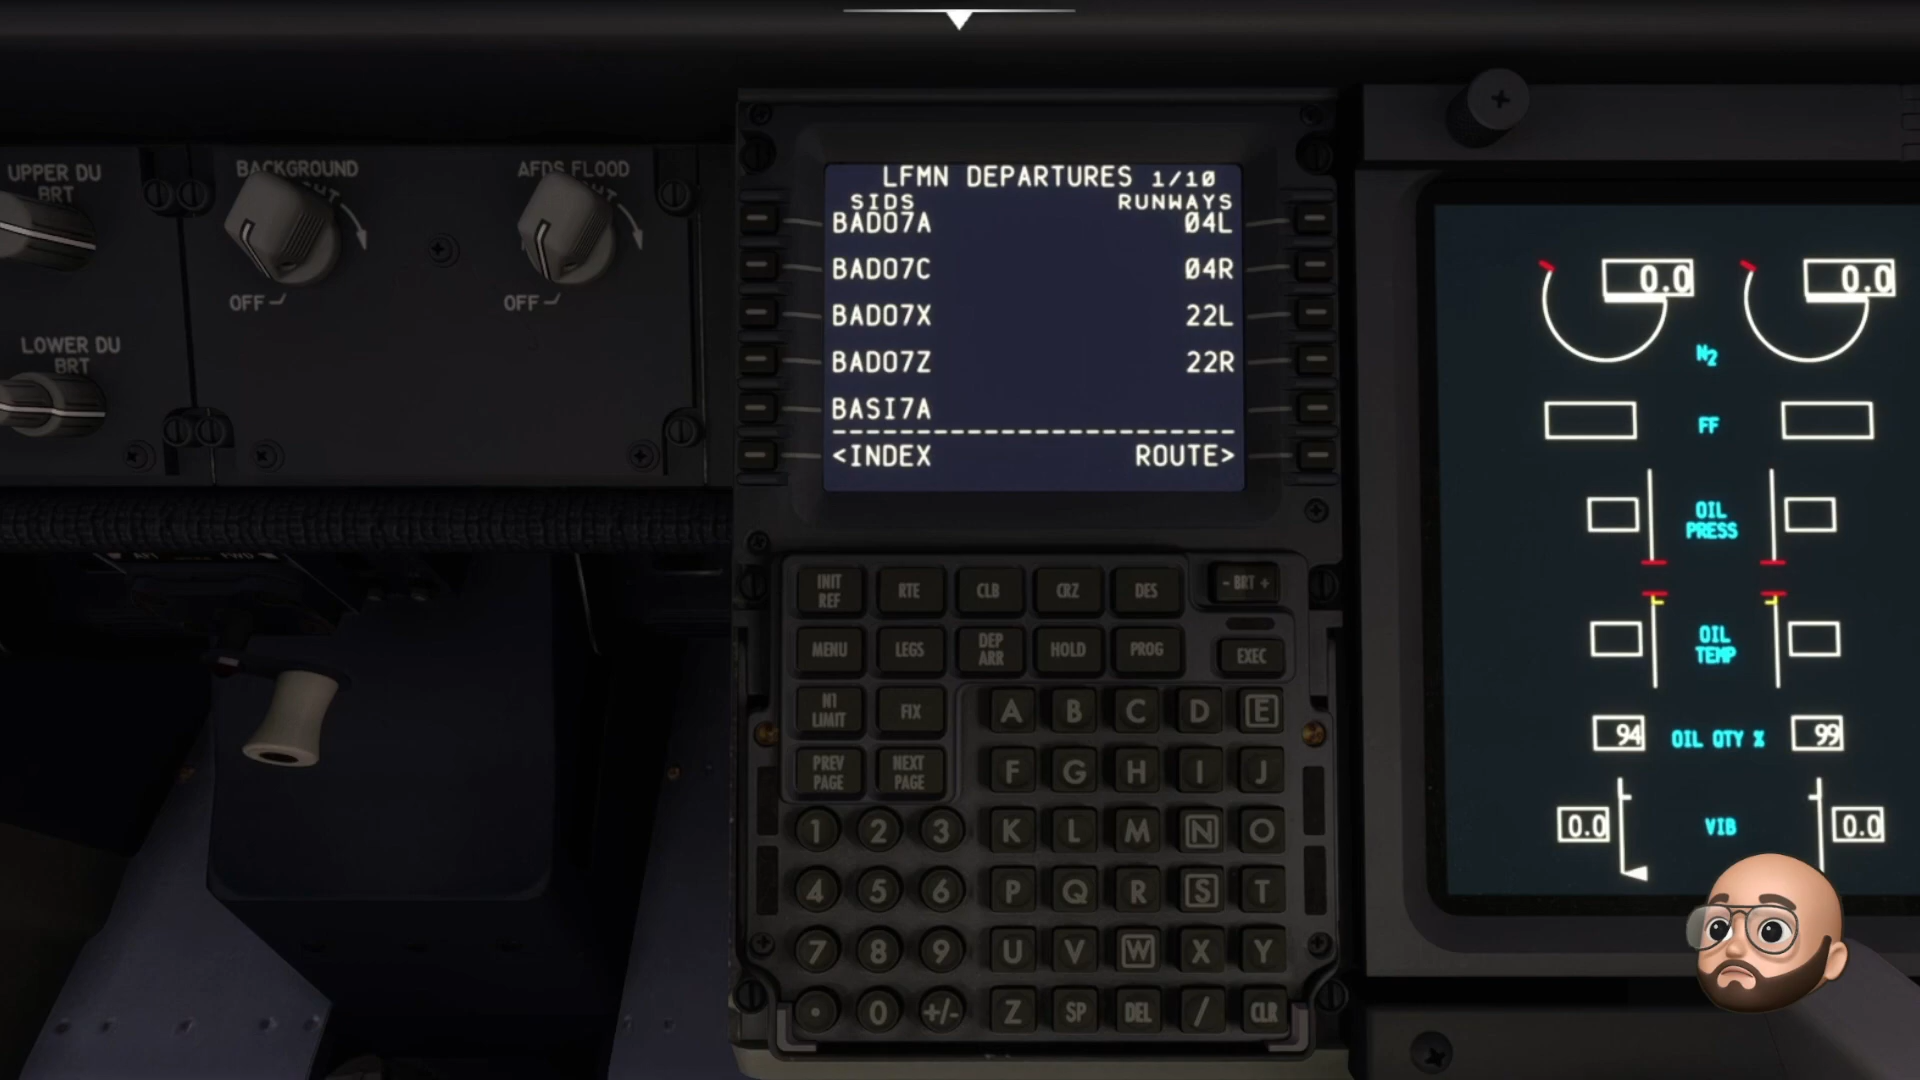 UPPER DU
BRT
BACKGROUND
OFF
AFDS FLOOD
OFF
LOWER DU
BRT
LFMN DEPARTURES 1/10
SIDS RUNWAYS
BADO7A 04L
BADO7C 04R
BADO7X 22L
BADO7Z 22R
BASI7A
------------------------
<INDEX ROUTE>
INIT
REF
RTE
CLB
CRZ
DES
- BRT +
MENU
LEGS
DEP
ARR
HOLD
PROG
EXEC
N1
LIMIT
FIX
A B C D E
PREV
PAGE
NEXT
PAGE
F G H I J
1 2 3 K L M N O
4 5 6 P Q R S T
7 8 9 U V W X Y
. 0 +/- Z SP DEL / CLR
0.0 0.0
N2
FF
OIL
PRESS
OIL
TEMP
94 OIL QTY % 99
0.0 VIB 0.0